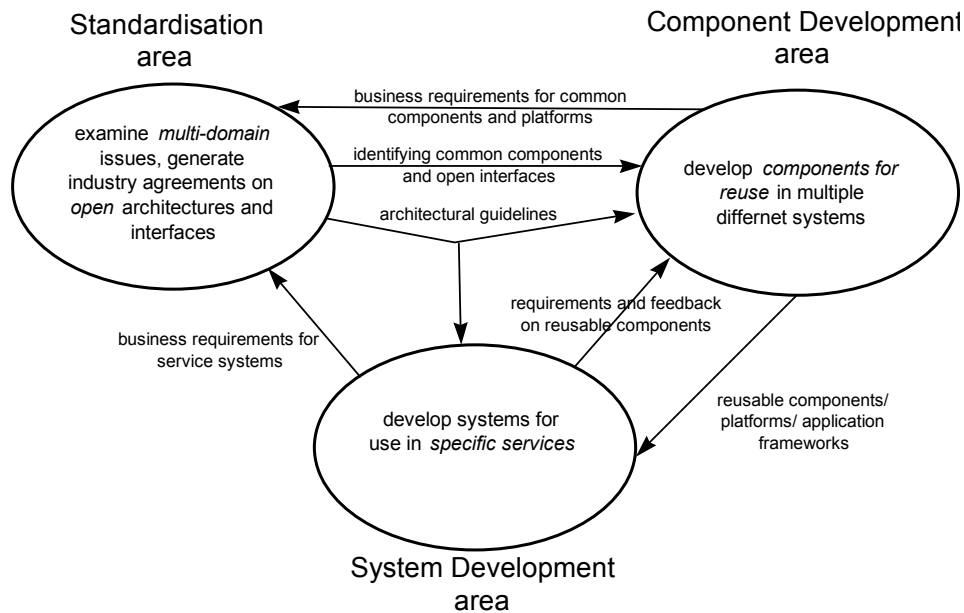 Standardisation
area
Component Development
area
business requirements for common
components and platforms
examine multi-domain
issues, generate
industry agreements on
open architectures and
interfaces
identifying common components
and open interfaces
develop components for
reuse in multiple
differnet systems
architectural guidelines
requirements and feedback
on reusable components
business requirements for
service systems
develop systems for
use in specific services
reusable components/
platforms/ application
frameworks
System Development
area